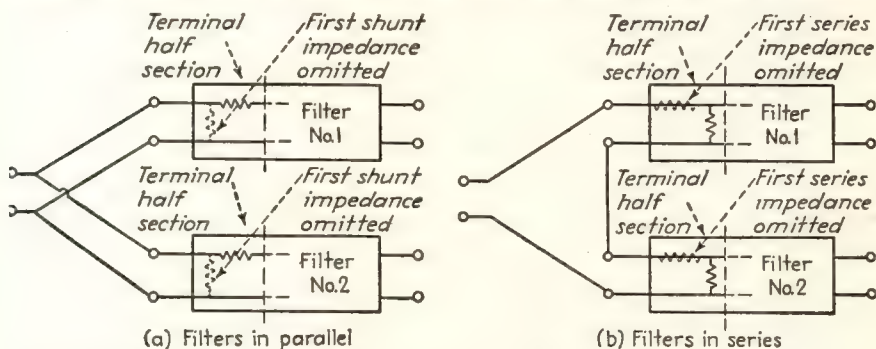 Terminal
half
section
First shunt
impedance
omitted
Filter
No.1
Terminal
half
section
First shunt
impedance
omitted
Filter
No.2
(a) Filters in parallel
Terminal
half
section
First series
impedance
omitted
Filter
No.1
Terminal
half
section
First series
impedance
omitted
Filter
No.2
(b) Filters in series